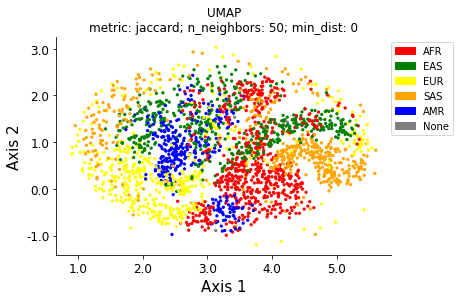 UMAP
metric: jaccard; n_neighbors: 50; min_dist: 0
AFR
EAS
EUR
SAS
AMR
None
3.0
2.0
1.0
0.0
-1.0
Axis 2
1.0 2.0 3.0 4.0 5.0
Axis 1